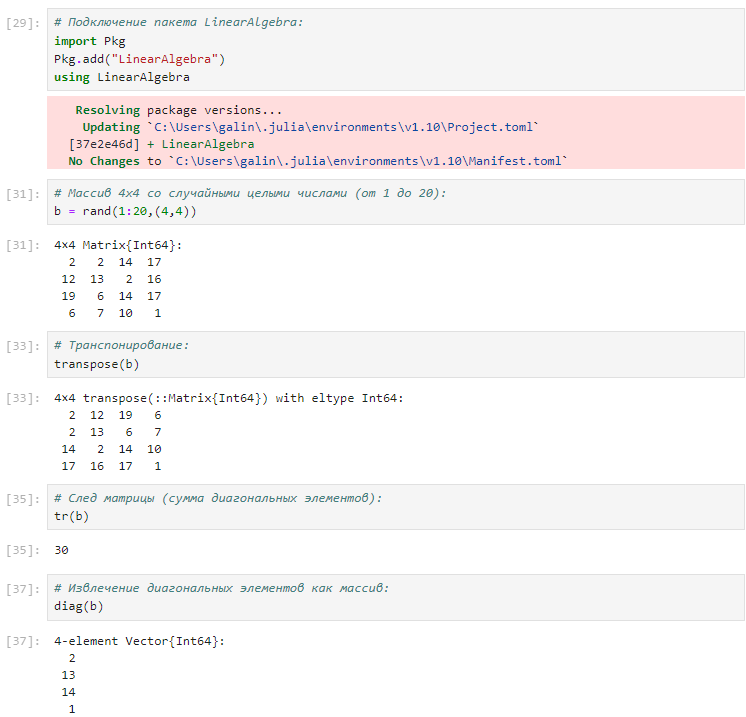 [29]: # Подключение пакета LinearAlgebra:
import Pkg
Pkg.add("LinearAlgebra")
using LinearAlgebra
Resolving package versions...
Updating `C:\Users\galin\.julia\environments\v1.10\Project.toml`
[37e2e46d] + LinearAlgebra
No Changes to `C:\Users\galin\.julia\environments\v1.10\Manifest.toml`
[31]: # Массив 4x4 со случайными целыми числами (от 1 до 20):
b = rand(1:20,(4,4))
[31]: 4×4 Matrix{Int64}:
2 2 14 17
12 13 2 16
19 6 14 17
6 7 10 1
[33]: # Транспонирование:
transpose(b)
[33]: 4×4 transpose(::Matrix{Int64}) with eltype Int64:
2 12 19 6
2 13 6 7
14 2 14 10
17 16 17 1
[35]: # След матрицы (сумма диагональных элементов):
tr(b)
[35]: 30
[37]: # Извлечение диагональных элементов как массив:
diag(b)
[37]: 4-element Vector{Int64}:
2
13
14
1